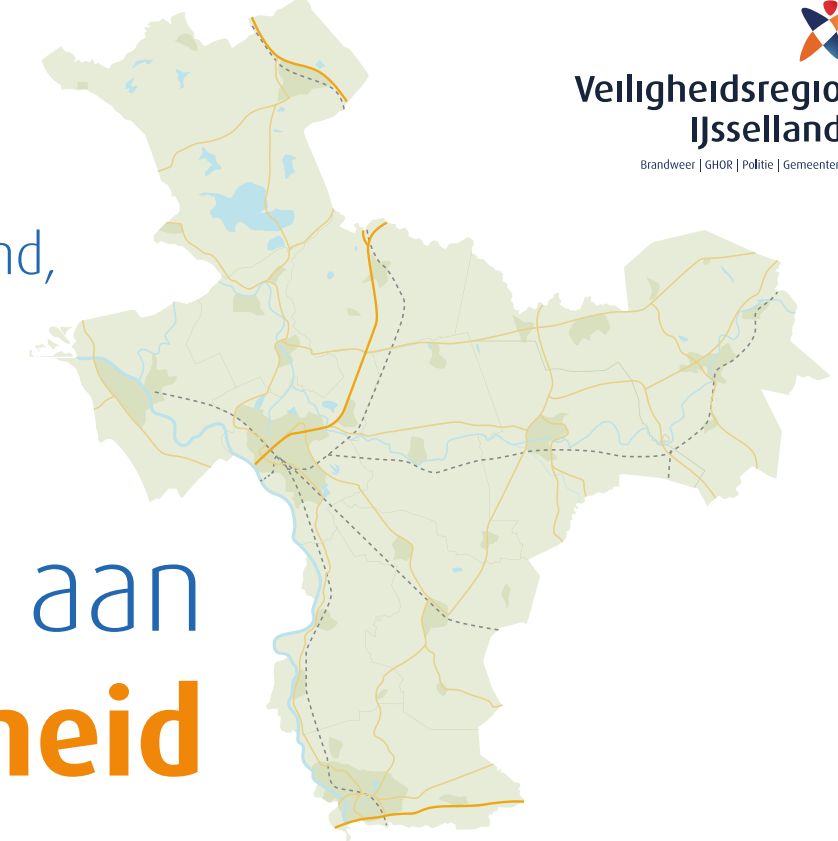 Veiligheidsregio
IJsselland
Brandweer | GHOR | Politie | Gemeenten
nd,
aan
heid